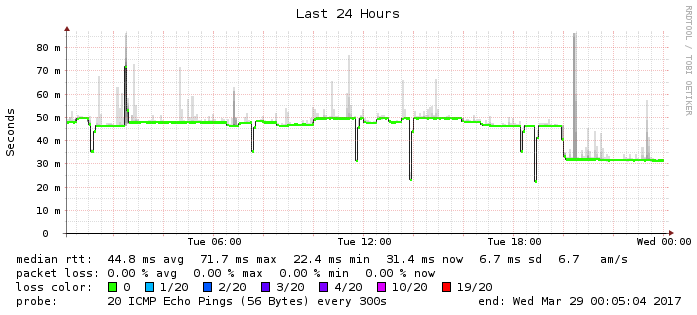 Last 24 Hours
RRDTOOL / TOBI OETIKER
Seconds
80 m
70 m
60 m
50 m
40 m
30 m
20 m
10 m
0
Tue 06:00 Tue 12:00 Tue 18:00 Wed 00:00
median rtt: 44.8 ms avg 71.7 ms max 22.4 ms min 31.4 ms now 6.7 ms sd 6.7 am/s
packet loss: 0.00 % avg 0.00 % max 0.00 % min 0.00 % now
loss color: 0 1/20 2/20 3/20 4/20 10/20 19/20
probe: 20 ICMP Echo Pings (56 Bytes) every 300s end: Wed Mar 29 00:05:04 2017